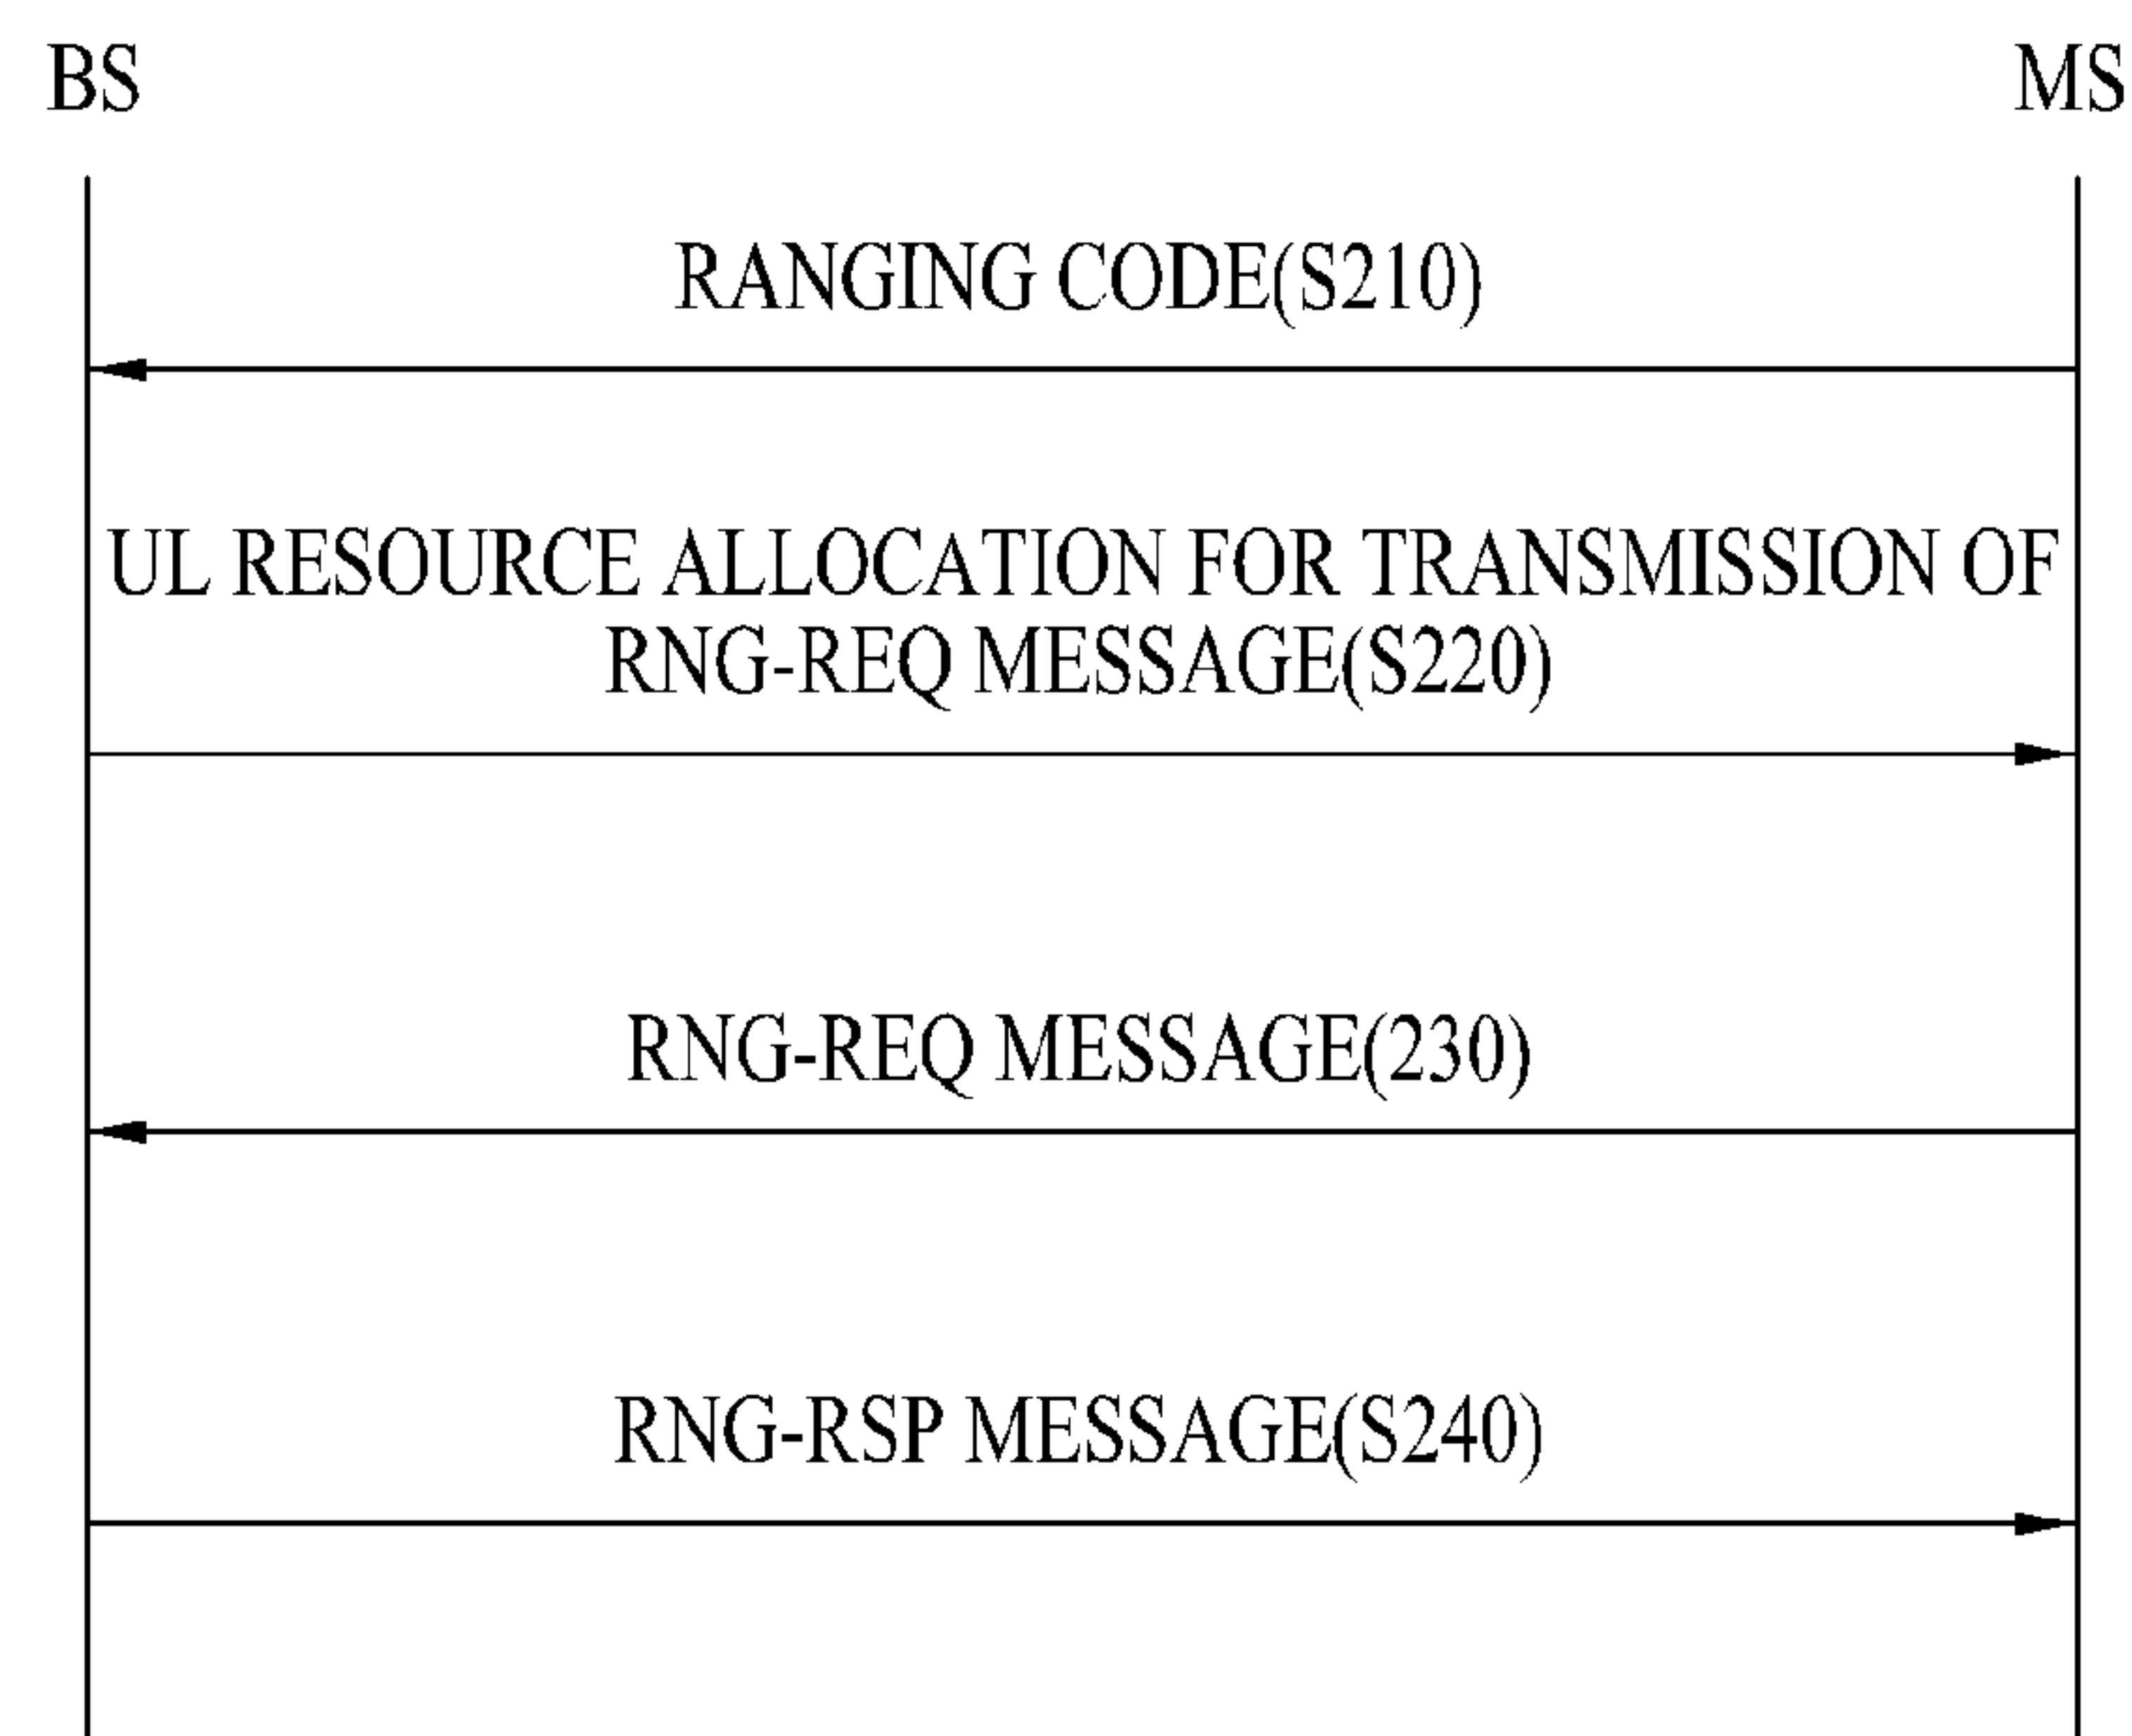 BS
MS
RANGING CODE(S210)
UL RESOURCE ALLOCATION FOR TRANSMISSION OF
RNG-REQ MESSAGE(S220)
RNG-REQ MESSAGE(230)
RNG-RSP MESSAGE(S240)